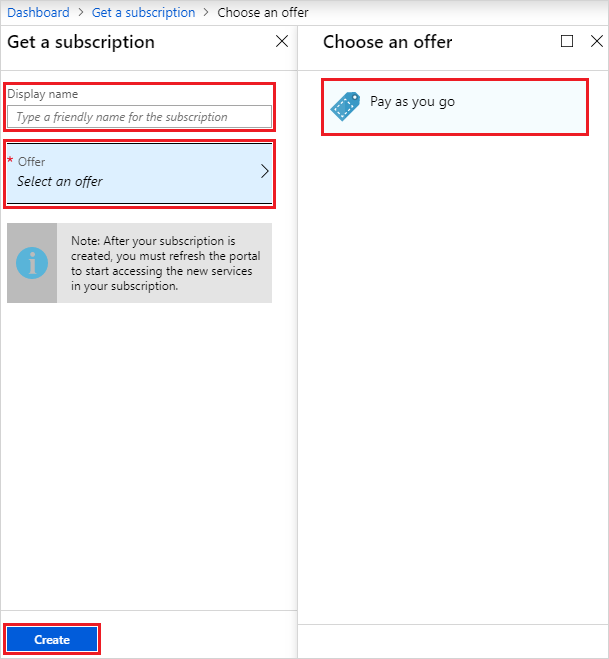 Dashboard > Get a subscription > Choose an offer
Get a subscription
Display name
Type a friendly name for the subscription
* Offer
Select an offer
Note: After your subscription is
created, you must refresh the portal
to start accessing the new services
in your subscription.
Create
Choose an offer
Pay as you go